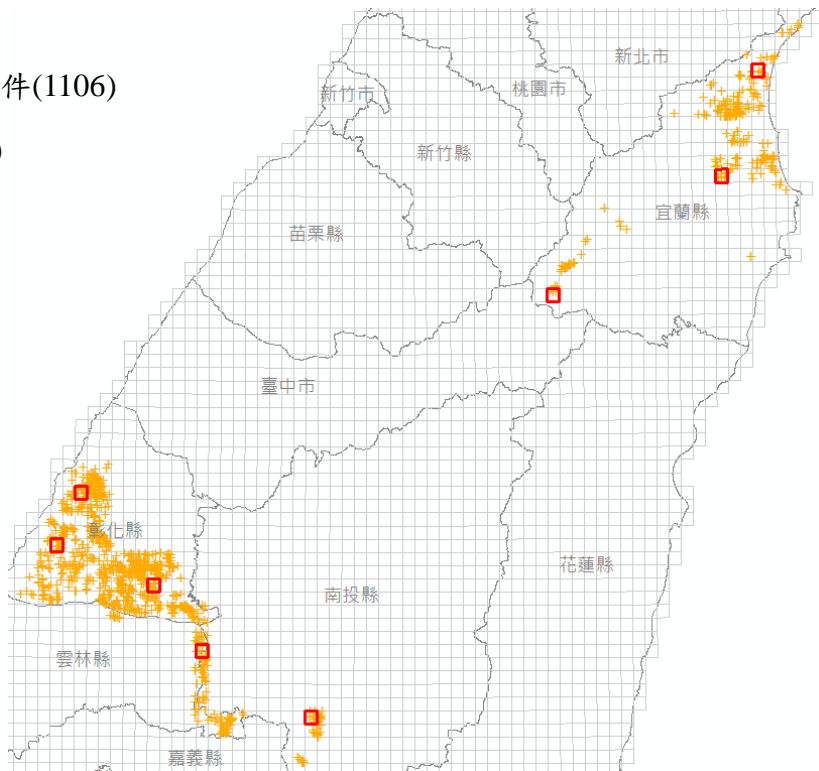 新北市
件(1106)
桃園市
新竹市
)
新竹縣
宜蘭縣
苗栗縣
臺中市
彰化縣
花蓮縣
南投縣
雲林縣
嘉義縣